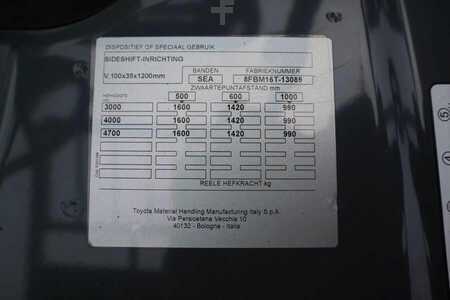 DISPOSITIEF OF SPECIAAL GEBRUIK
SIDESHIFT-INRICHTING
V.100x35x1200mm
BANDEN FABRIEKNUMMER
SEA 8FBM16T-13086
ZWAARTEPUNTAFSTAND mm
500 600 1000
3000 1600 1420 990
4000 1600 1420 990
4700 1600 1420 990
REELE HEFKRACHT kg
Toyota Material Handling Manufacturing Italy S.p.A.
Via Persicetana Vecchia 10
40132 - Bologna - Italia